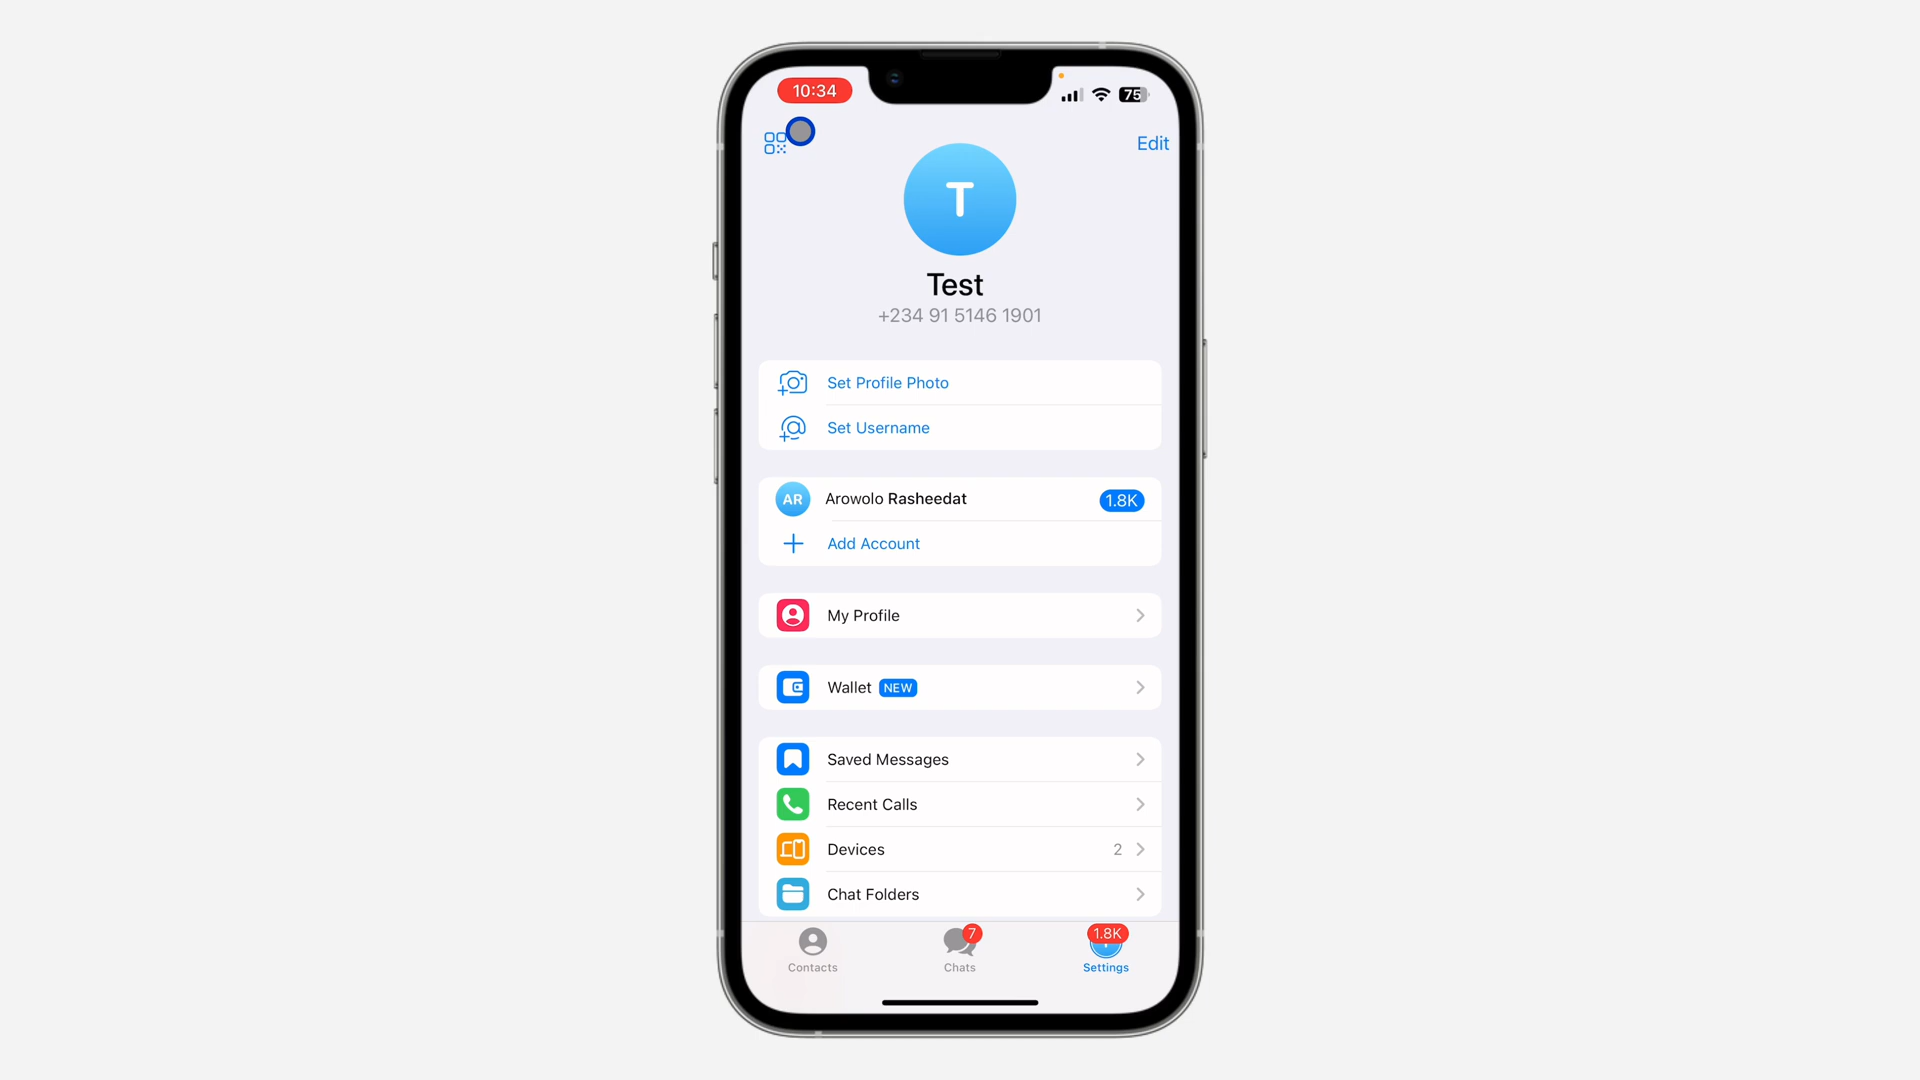 10:34
75
Edit
T
Test
+234 91 5146 1901
Set Profile Photo
Set Username
AR Arowolo Rasheedat 1.8K
Add Account
My Profile
Wallet NEW
Saved Messages
Recent Calls
Devices 2
Chat Folders
7 1.8K
Contacts Chats Settings